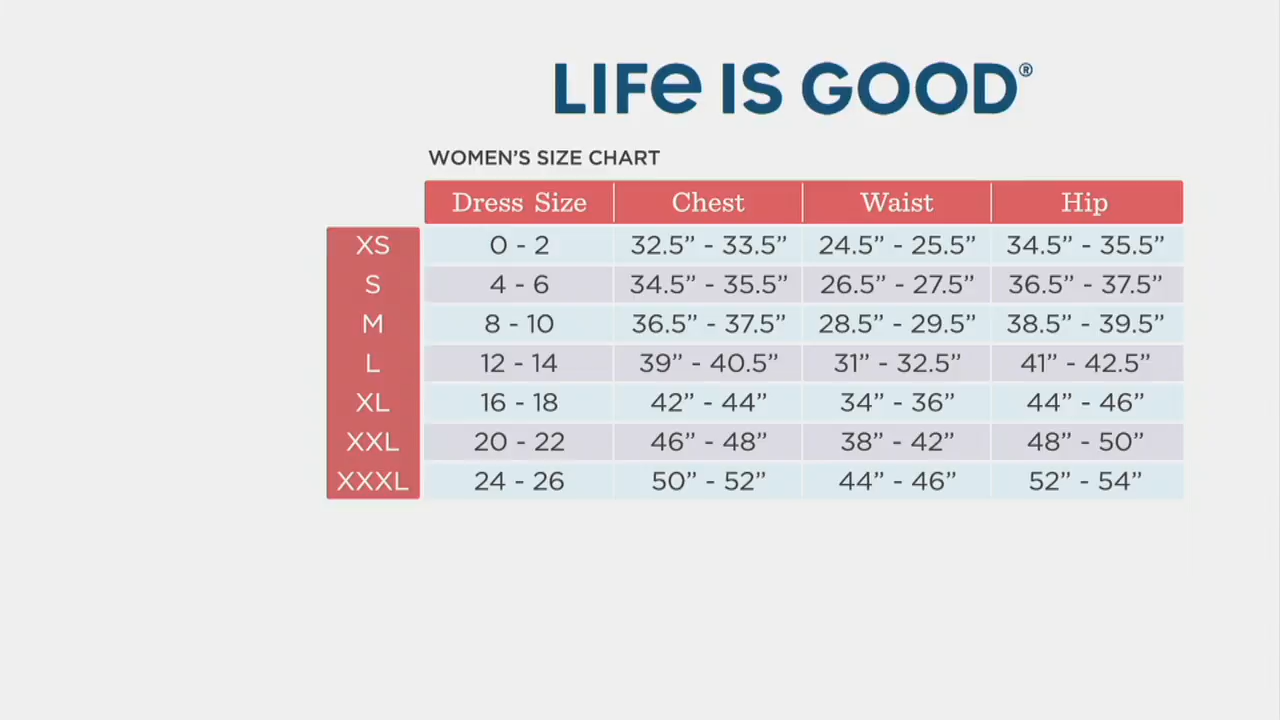 LIFe IS GOOD®
WOMEN’S SIZE CHART
Dress Size Chest Waist Hip
XS 0 - 2 32.5” - 33.5” 24.5” - 25.5” 34.5” - 35.5”
S 4 - 6 34.5” - 35.5” 26.5” - 27.5” 36.5” - 37.5”
M 8 - 10 36.5” - 37.5” 28.5” - 29.5” 38.5” - 39.5”
L 12 - 14 39” - 40.5” 31” - 32.5” 41” - 42.5”
XL 16 - 18 42” - 44” 34” - 36” 44” - 46”
XXL 20 - 22 46” - 48” 38” - 42” 48” - 50”
XXXL 24 - 26 50” - 52” 44” - 46” 52” - 54”